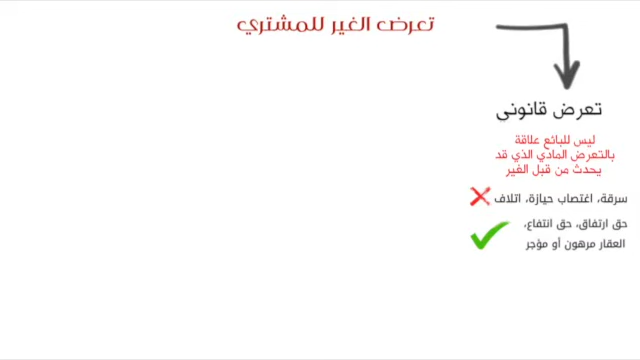 تعرض الغير للمشتري
تعرض قانونى
ليس للبائع علاقة
بالتعرض المادي الذي قد
يحدث من قبل الغير
سرقة، اغتصاب حيازة، اتلاف
حق ارتفاق، حق انتفاع،
العقار مرهون أو مؤجر